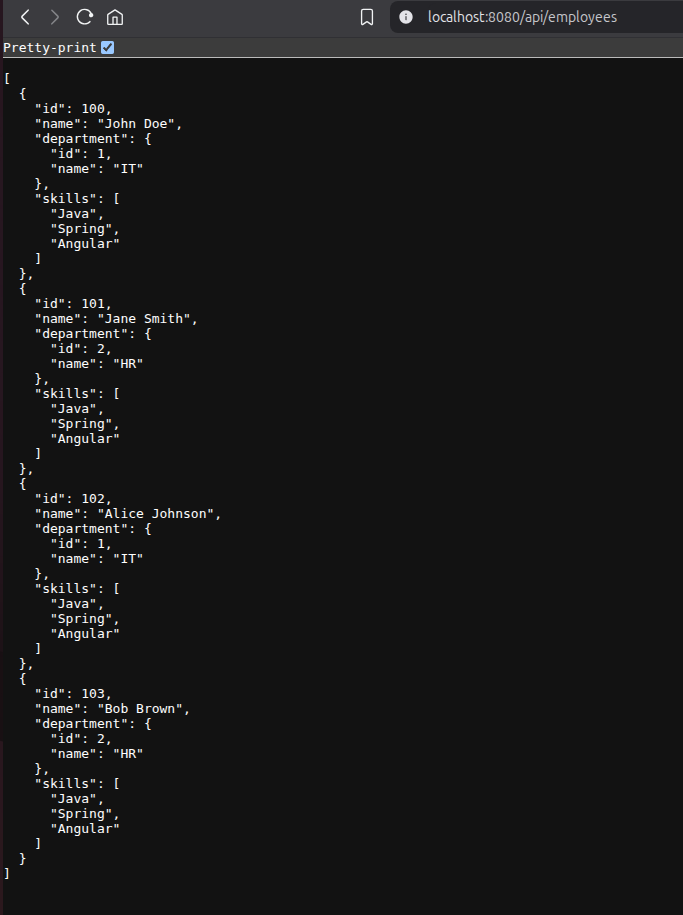 localhost:8080/api/employees
Pretty-print
[
  {
    "id": 100,
    "name": "John Doe",
    "department": {
      "id": 1,
      "name": "IT"
    },
    "skills": [
      "Java",
      "Spring",
      "Angular"
    ]
  },
  {
    "id": 101,
    "name": "Jane Smith",
    "department": {
      "id": 2,
      "name": "HR"
    },
    "skills": [
      "Java",
      "Spring",
      "Angular"
    ]
  },
  {
    "id": 102,
    "name": "Alice Johnson",
    "department": {
      "id": 1,
      "name": "IT"
    },
    "skills": [
      "Java",
      "Spring",
      "Angular"
    ]
  },
  {
    "id": 103,
    "name": "Bob Brown",
    "department": {
      "id": 2,
      "name": "HR"
    },
    "skills": [
      "Java",
      "Spring",
      "Angular"
    ]
  }
]